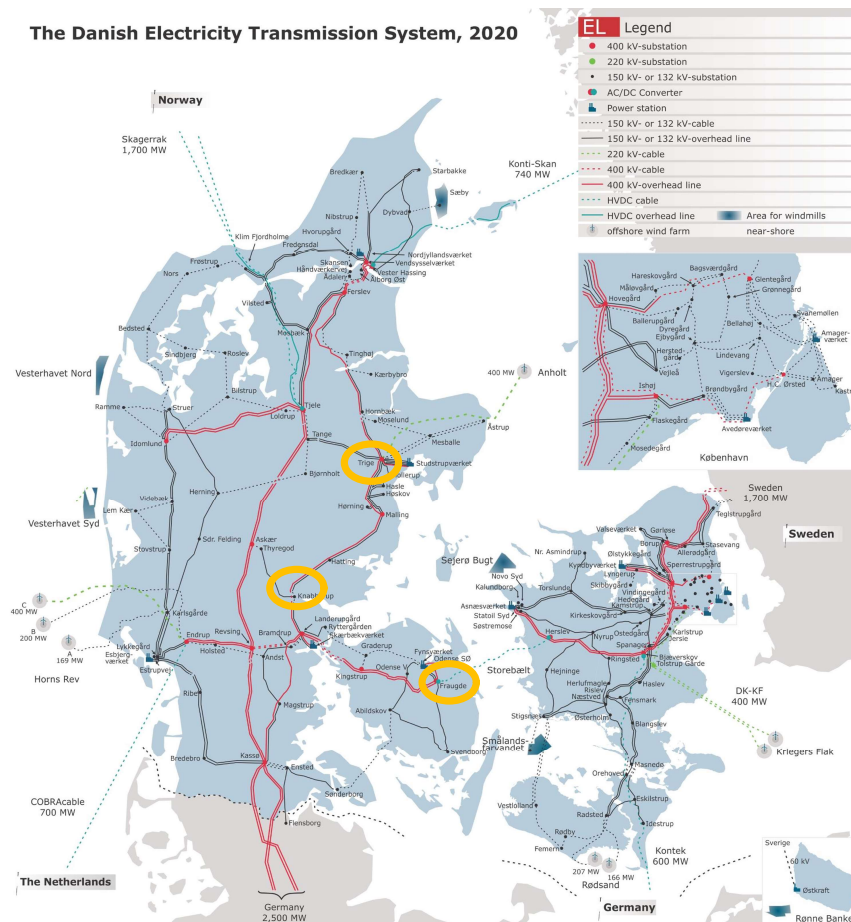 The Danish Electricity Transmission System, 2020
EL Legend
400 kV-substation
220 kV-substation
150 kV- or 132 kV-substation
AC/DC Converter
Power station
150 kV- or 132 kV-cable
150 kV- or 132 kV-overhead line
220 kV-cable
400 kV-cable
400 kV-overhead line
HVDC cable
HVDC overhead line
Area for windmills
offshore wind farm
near-shore
Norway
Skagerrak
1,700 MW
Konti-Skan
740 MW
Bredkær
Starbakke
Sæby
Dybvad
Nibstrup
Hvorupgård
Klim Fjordholme
Fredensdal
Skansen
Håndværkervej
Ådalen
Nordjyllandsværket
Vendsysselværket
Vester Hassing
Ålborg Øst
Ferslev
Frøstrup
Nors
Vilsted
Mosbæk
Bedsted
Sindbjerg
Roslev
Tinghøj
Kærbybro
Bilstrup
Vesterhavet Nord
Ramme
Struer
Loldrup
Tjele
Hornbæk
Moselund
400 MW
Anholt
Åstrup
Idomlund
Tange
Mesballe
Trige
Studstrupværket
Bjørnholt
Hasle
Høskov
Herning
Videbæk
Lem Kær
Hørning
Malling
Vesterhavet Syd
Sdr. Felding
Stovstrup
Askær
Thyregod
Hatting
Karlsgårde
C
400 MW
B
200 MW
A
169 MW
Horns Rev
Lykkegård
Esbjerg-
værket
Estrupvej
Endrup
Holsted
Revsing
Bramdrup
Andst
Landerupgård
Ryttergården
Skærbækværket
Graderup
Kingstrup
Fynsværket
Odense SØ
Odense V
Fraugde
Storebælt
Abildskov
Svendborg
Ribe
Magstrup
Bredebro
Kassø
Ensted
Sønderborg
Flensborg
COBRAcable
700 MW
The Netherlands
Germany
2,500 MW
Hareskovgård
Bagsværdgård
Måløvgård
Glentegård
Grønnegård
Hovegård
Ballerupgård
Dyregård
Ejbygård
Svanemøllen
Bellahøj
Amager-
værket
Hersted-
gård
Lindevang
Vejleå
Vigerslev
Ishøj
Brøndbygård
H.C. Ørsted
Amager
Flaskegård
Avedøreværket
Mosedegård
København
Sweden
1,700 MW
Teglstrupgård
Sweden
Valseværket
Gørløse
Borup
Stasevang
Allerødgård
Ølstykkegård
Nr. Asmindrup
Kyndbyværket
Sperrestrupgård
Lyngerup
Skibbygård
Sejerø Bugt
Novo Syd
Kalundborg
Torslunde
Vindingegård
Hedegård
Kamstrup
Asnæsværket
Statoil Syd
Søstremose
Kirkeskovgård
Ostedgård
Karlstrup
Jersie
Herslev
Nyrup
Spanager
Bjæverskov
Ringsted
Tolstrup Gårde
Hejninge
Haslev
DK-KF
400 MW
Herlufmagle
Rislev
Næstved
Fensmark
Stigsnæs
Østerholm
Blangslev
Kriegers Flak
Smålands-
farvandet
Masnedø
Orehoved
Vestlolland
Eskilstrup
Radsted
Idestrup
Rødby
Femern
207 MW
166 MW
Rødsand
Kontek
600 MW
Germany
Sverige
60 kV
Østkraft
Rønne Banke